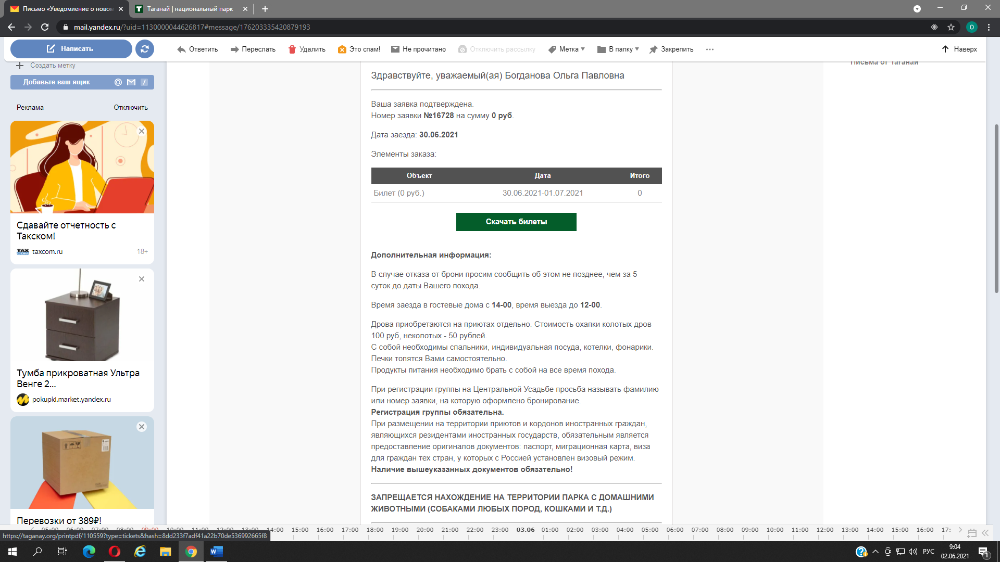 Письмо «Уведомление о новом
Таганай | национальный парк
mail.yandex.ru/?uid=1130000044626817#message/176203335420879193
О
Написать
Ответить
Переслать
Удалить
Это спам!
Не прочитано
Отключить рассылку
Метка
В папку
Закрепить
Наверх
Создать метку
Добавьте ваш ящик
Реклама
Отключить
Сдавайте отчетность с
Такском!
taxcom.ru
18+
Тумба прикроватная Ультра
Венге 2...
pokupki.market.yandex.ru
Перевозки от 389₽!
Письма от Таганай
Здравствуйте, уважаемый(ая) Богданова Ольга Павловна
Ваша заявка подтверждена.
Номер заявки №16728 на сумму 0 руб.
Дата заезда: 30.06.2021
Элементы заказа:
Объект Дата Итого
Билет (0 руб.) 30.06.2021-01.07.2021 0
Скачать билеты
Дополнительная информация:
В случае отказа от брони просим сообщить об этом не позднее, чем за 5
суток до даты Вашего похода.
Время заезда в гостевые дома с 14-00, время выезда до 12-00.
Дрова приобретаются на приютах отдельно. Стоимость охапки колотых дров
100 руб, неколотых - 50 рублей.
С собой необходимы спальники, индивидуальная посуда, котелки, фонарики.
Печки топятся Вами самостоятельно.
Продукты питания необходимо брать с собой на все время похода.
При регистрации группы на Центральной Усадьбе просьба называть фамилию
или номер заявки, на которую оформлено бронирование.
Регистрация группы обязательна.
При размещении на территории приютов и кордонов иностранных граждан,
являющихся резидентами иностранных государств, обязательным является
предоставление оригиналов документов: паспорт, миграционная карта, виза
для граждан тех стран, у которых с Россией установлен визовый режим.
Наличие вышеуказанных документов обязательно!
ЗАПРЕЩАЕТСЯ НАХОЖДЕНИЕ НА ТЕРРИТОРИИ ПАРКА С ДОМАШНИМИ
ЖИВОТНЫМИ (СОБАКАМИ ЛЮБЫХ ПОРОД, КОШКАМИ И Т.Д.)
05:00 06:00 07:00 08:00 09:00 10:00 11:00 12:00 13:00 14:00 15:00 16:00 17:00 18:00 19:00 20:00 21:00 22:00 23:00 03.06 01:00 02:00 03:00 04:00 05:00 06:00 07:00 08:00 09:00 10:00 11:00 12:00 13:00 14:00 15:00 16:00 17:
https://taganay.org/printpdf/110559?type=tickets&hash=8dd233f7adf41a22b70de536992665f8
РУС
9:04
02.06.2021
1